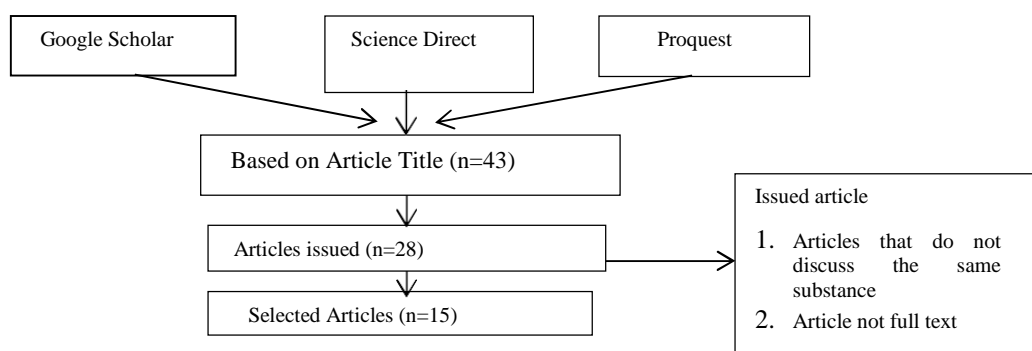 Google Scholar
Science Direct
Proquest
Based on Article Title (n=43)
Articles issued (n=28)
Selected Articles (n=15)
Issued article
1. Articles that do not
discuss the same
substance
2. Article not full text